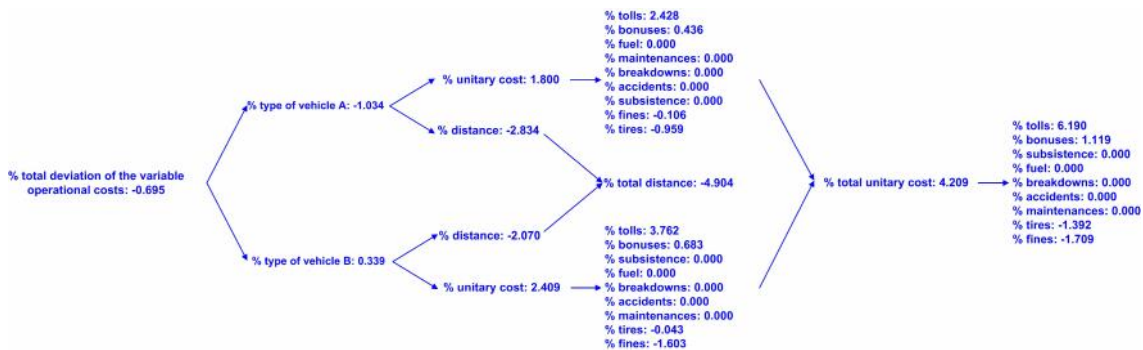 % total deviation of the variable
operational costs: -0.695
% type of vehicle A: -1.034
% type of vehicle B: 0.339
% unitary cost: 1.800
% distance: -2.834
% distance: -2.070
% unitary cost: 2.409
% tolls: 2.428
% bonuses: 0.436
% fuel: 0.000
% maintenances: 0.000
% breakdowns: 0.000
% accidents: 0.000
% subsistence: 0.000
% fines: -0.106
% tires: -0.959
% total distance: -4.904
% tolls: 3.762
% bonuses: 0.683
% subsistence: 0.000
% fuel: 0.000
% breakdowns: 0.000
% accidents: 0.000
% maintenances: 0.000
% tires: -0.043
% fines: -1.603
% total unitary cost: 4.209
% tolls: 6.190
% bonuses: 1.119
% subsistence: 0.000
% fuel: 0.000
% breakdowns: 0.000
% accidents: 0.000
% maintenances: 0.000
% tires: -1.392
% fines: -1.709